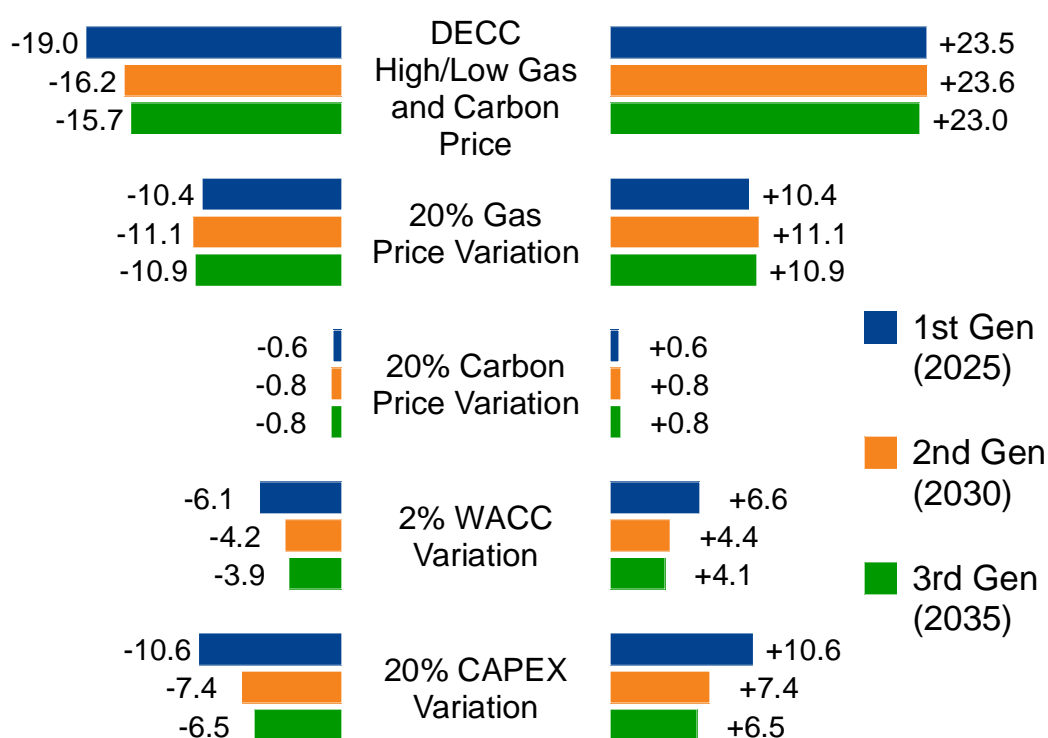 DECC
High/Low Gas
and Carbon
Price
-19.0
-16.2
-15.7
+23.5
+23.6
+23.0
20% Gas
Price Variation
-10.4
-11.1
-10.9
+10.4
+11.1
+10.9
20% Carbon
Price Variation
-0.6
-0.8
-0.8
+0.6
+0.8
+0.8
2% WACC
Variation
-6.1
-4.2
-3.9
+6.6
+4.4
+4.1
20% CAPEX
Variation
-10.6
-7.4
-6.5
+10.6
+7.4
+6.5
1st Gen
(2025)
2nd Gen
(2030)
3rd Gen
(2035)